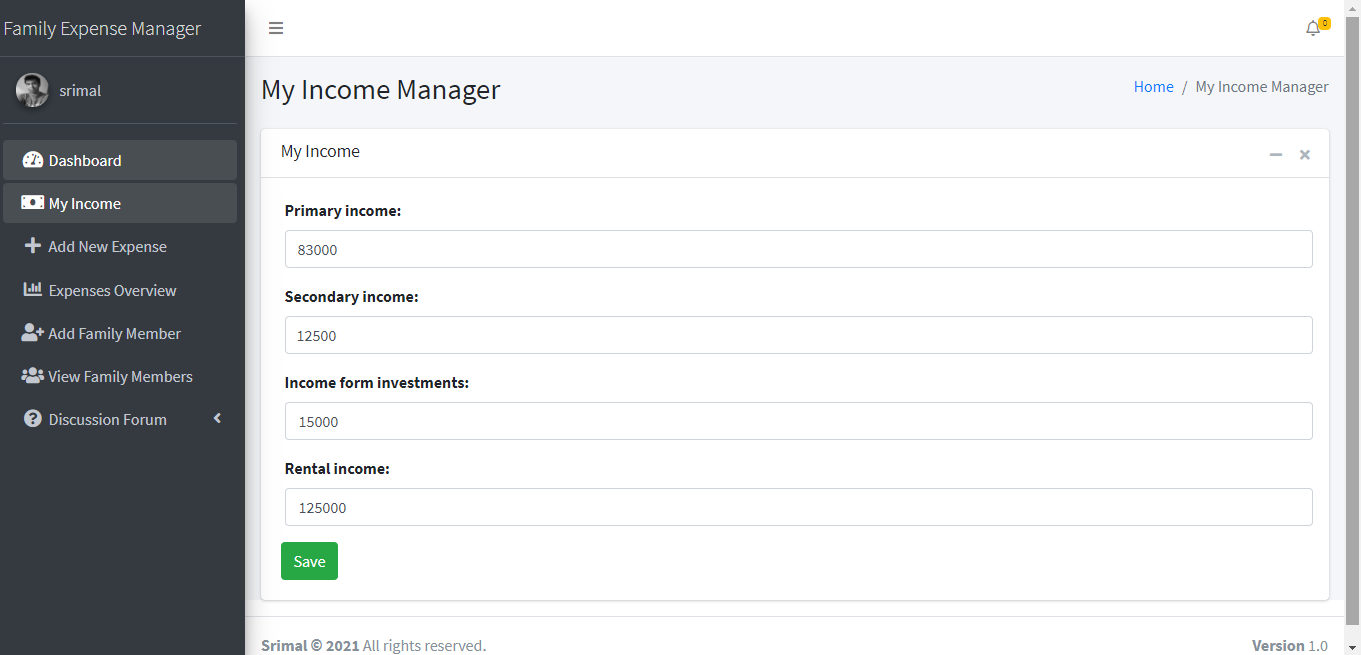 Family Expense Manager
0
srimal
My Income Manager
Home / My Income Manager
Dashboard
My Income
Add New Expense
Expenses Overview
Add Family Member
View Family Members
Discussion Forum
My Income
Primary income:
83000
Secondary income:
12500
Income form investments:
15000
Rental income:
125000
Save
Srimal © 2021 All rights reserved.
Version 1.0